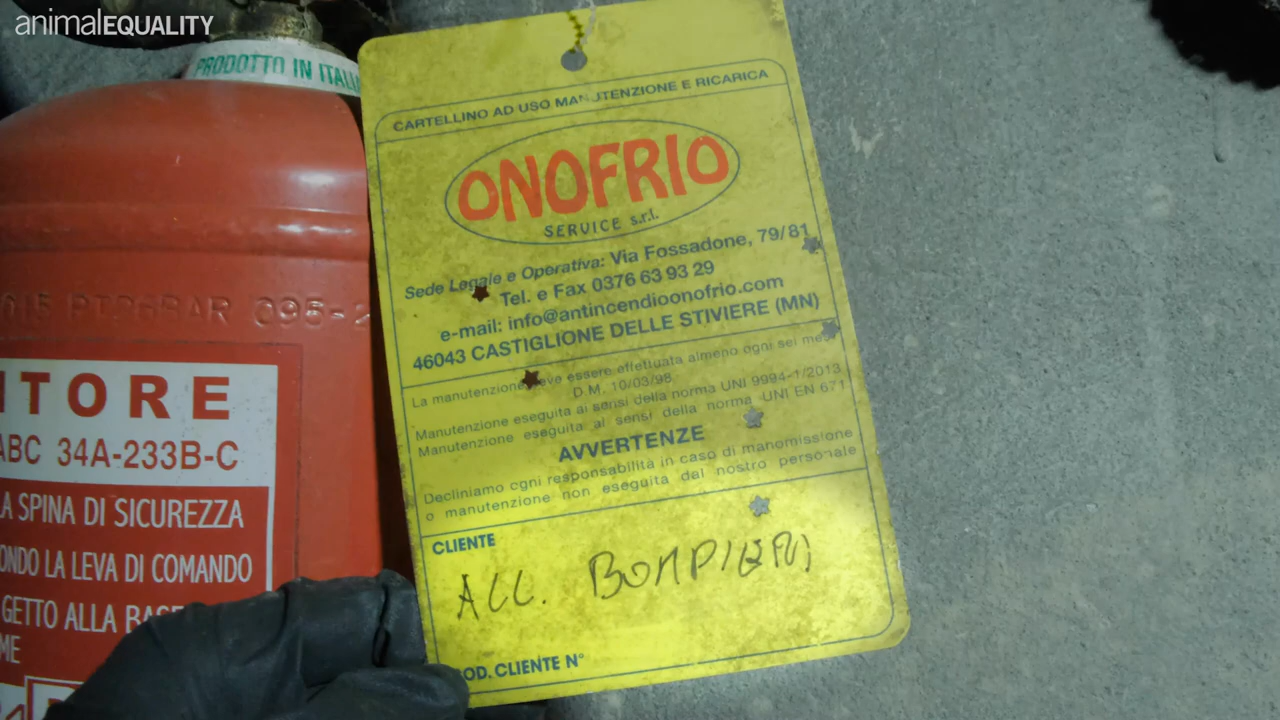 animalEQUALITY
PRODOTTO IN ITALIA
CARTELLINO AD USO MANUTENZIONE E RICARICA
ONOFRIO
SERVICE s.r.l.
Sede Legale e Operativa: Via Fossadone, 79/81
Tel. e Fax 0376 63 93 29
e-mail: info@antincendioonofrio.com
46043 CASTIGLIONE DELLE STIVIERE (MN)
La manutenzione deve essere effettuata almeno ogni sei mesi
D.M. 10/03/98
Manutenzione eseguita ai sensi della norma UNI 9994-1/2013
Manutenzione eseguita al sensi della norma UNI EN 671
AVVERTENZE
Decliniamo ogni responsabilità in caso di manomissione
o manutenzione non eseguita dal nostro personale
CLIENTE
ALL. BOMPIERI
COD. CLIENTE N°
BAR 095-2
ITORE
ABC 34A-233B-C
LA SPINA DI SICUREZZA
ONDO LA LEVA DI COMANDO
GETTO ALLA BASE
ME